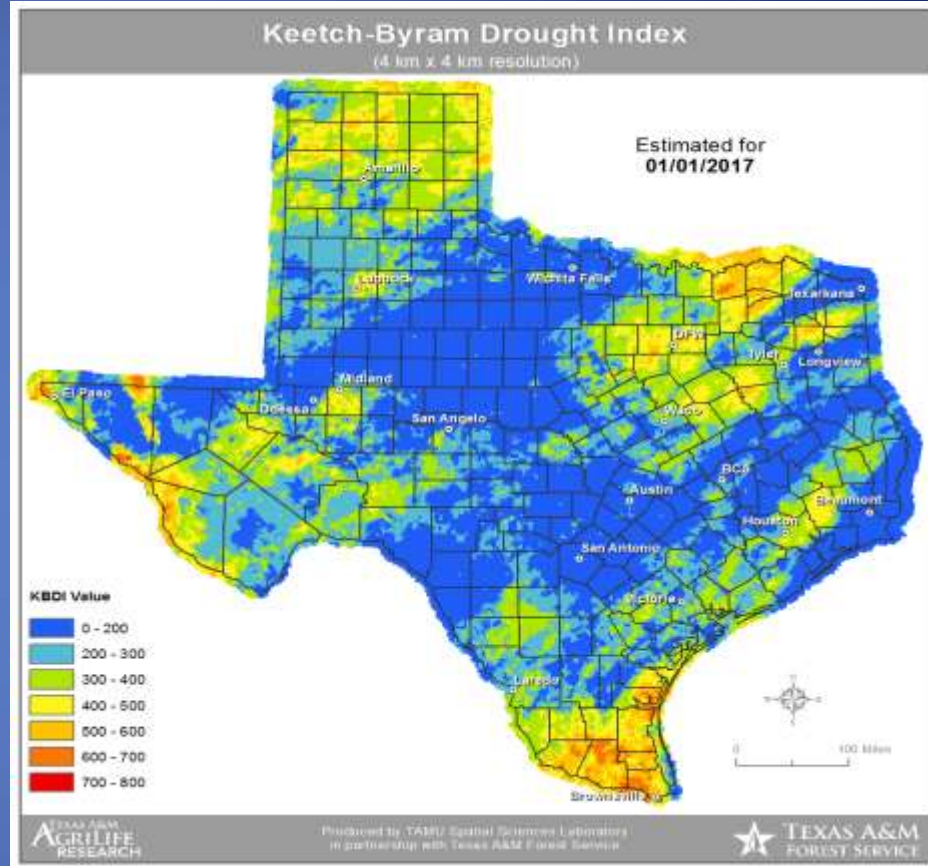 Keetch-Byram Drought Index
(4 km x 4 km resolution)
Estimated for
01/01/2017
Amarillo
Lubbock
Wichita Falls
Texarkana
DFW
Tyler
Longview
El Paso
Midland
Odessa
San Angelo
Waco
BCS
Austin
Beaumont
Houston
San Antonio
Victoria
Laredo
Brownsville
KBDI Value
0 - 200
200 - 300
300 - 400
400 - 500
500 - 600
600 - 700
700 - 800
0 100 Miles
TEXAS A&M
AGRILIFE
RESEARCH
Produced by TAMU Spatial Sciences Laboratory
in partnership with Texas A&M Forest Service
TEXAS A&M
FOREST SERVICE